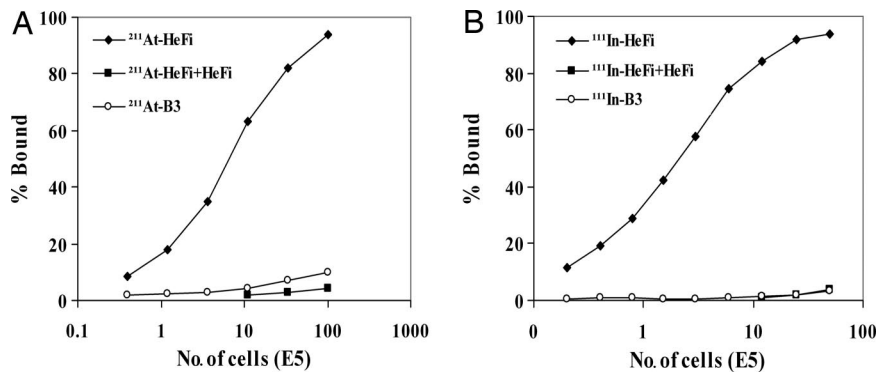 A
²¹¹At-HeFi
²¹¹At-HeFi+HeFi
²¹¹At-B3
% Bound
100
80
60
40
20
0
0.1
1
10
100
1000
No. of cells (E5)
B
¹¹¹In-HeFi
¹¹¹In-HeFi+HeFi
¹¹¹In-B3
% Bound
100
80
60
40
20
0
0
1
10
100
No. of cells (E5)